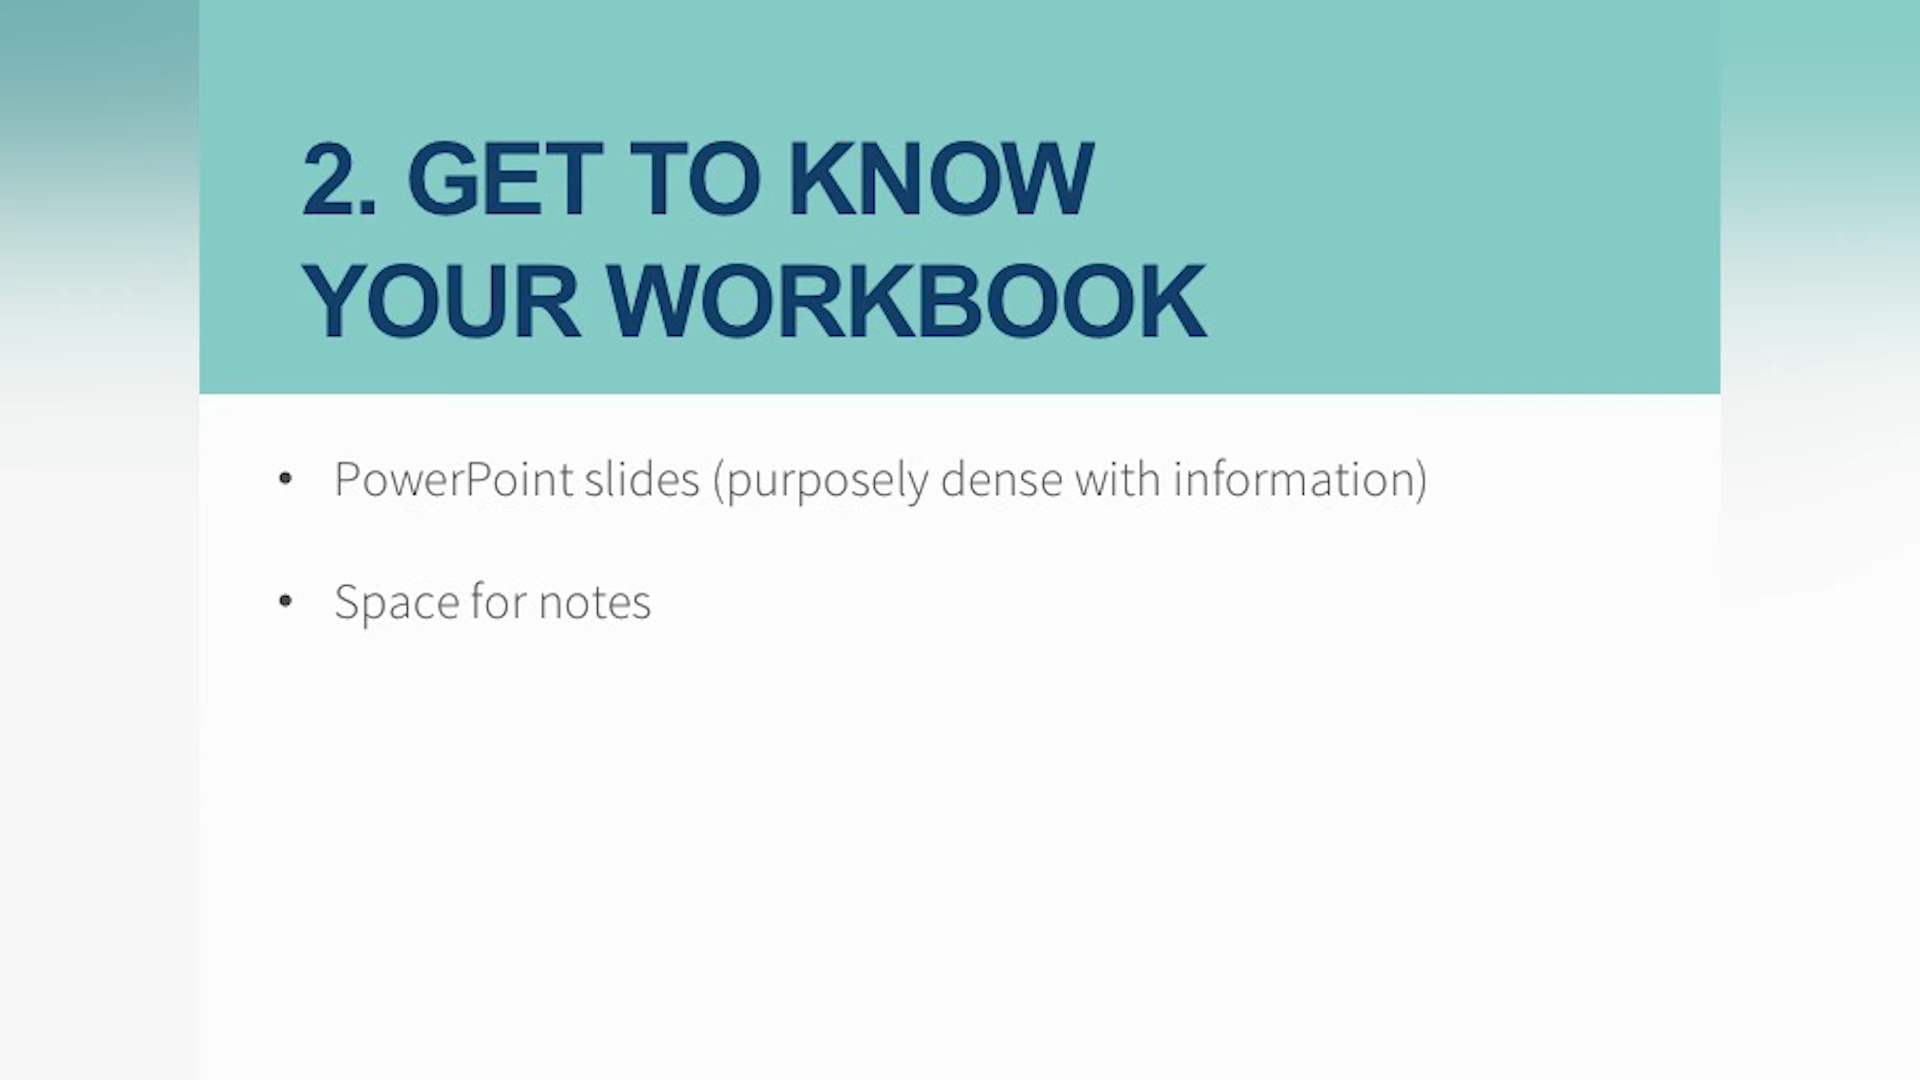 2. GET TO KNOW
YOUR WORKBOOK
• PowerPoint slides (purposely dense with information)
• Space for notes